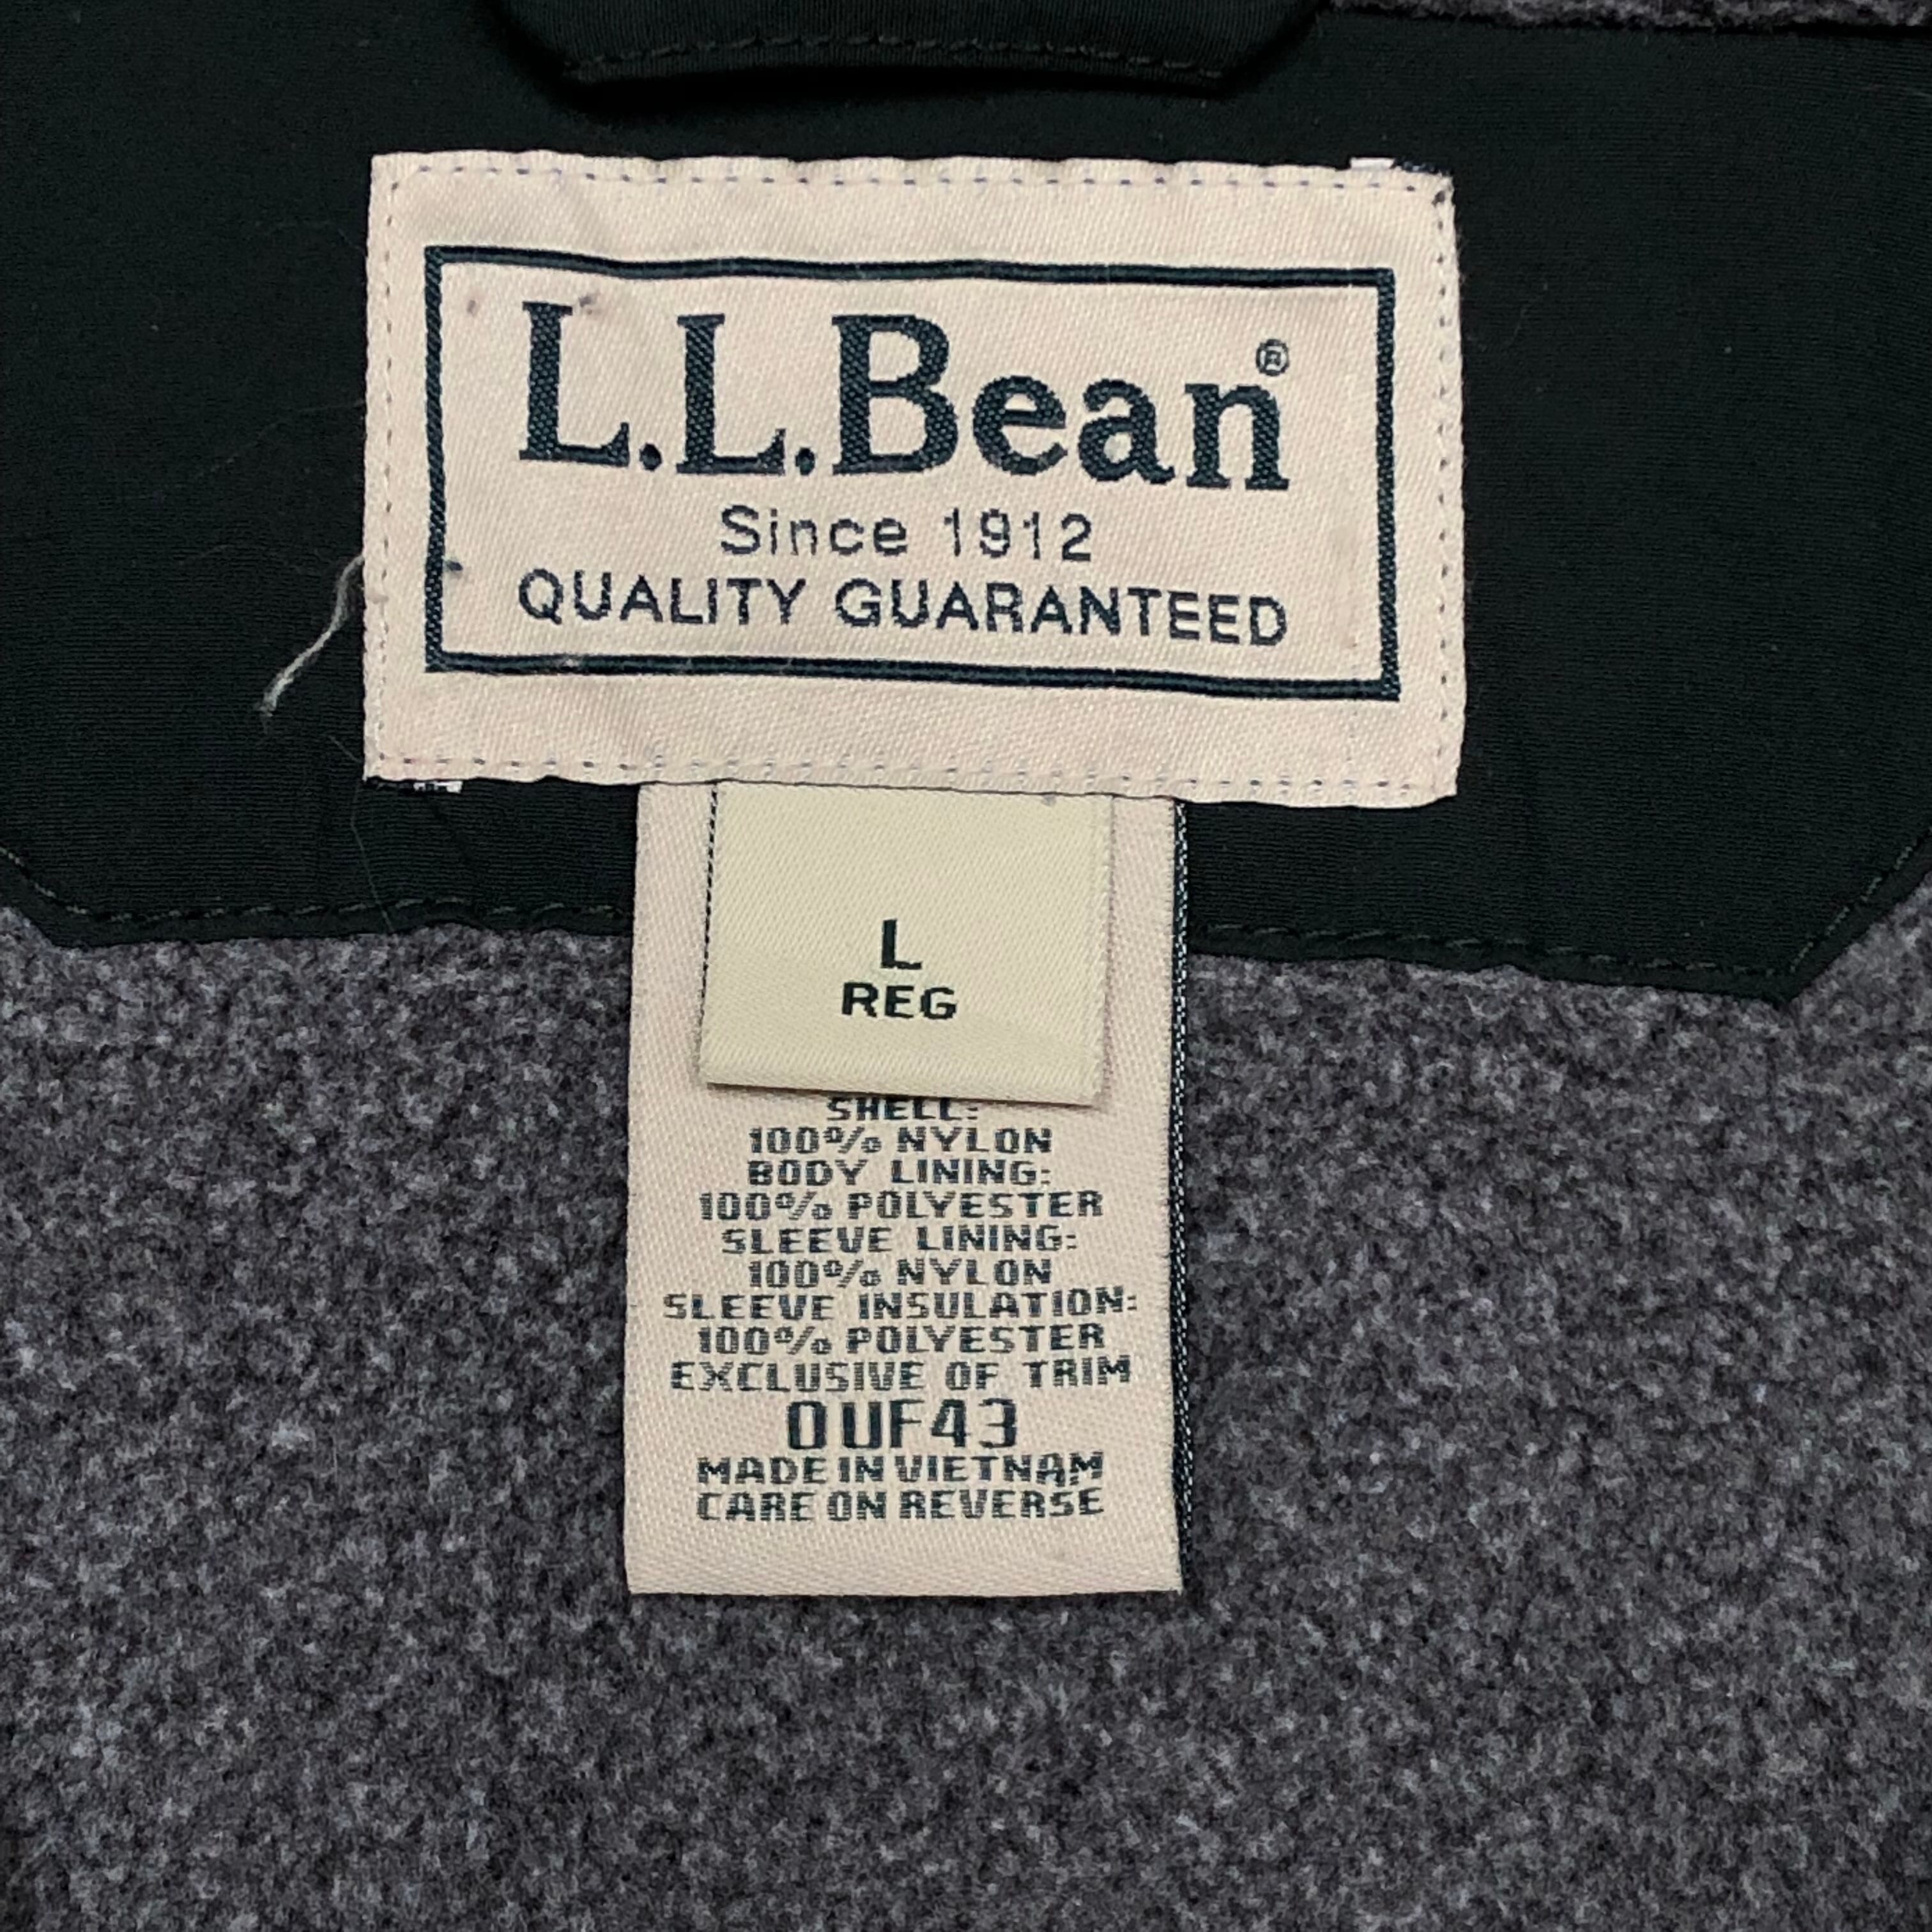 L.L.Bean®
Since 1912
QUALITY GUARANTEED
L
REG
SHELL:
100% NYLON
BODY LINING:
100% POLYESTER
SLEEVE LINING:
100% NYLON
SLEEVE INSULATION:
100% POLYESTER
EXCLUSIVE OF TRIM
0UF43
MADE IN VIETNAM
CARE ON REVERSE